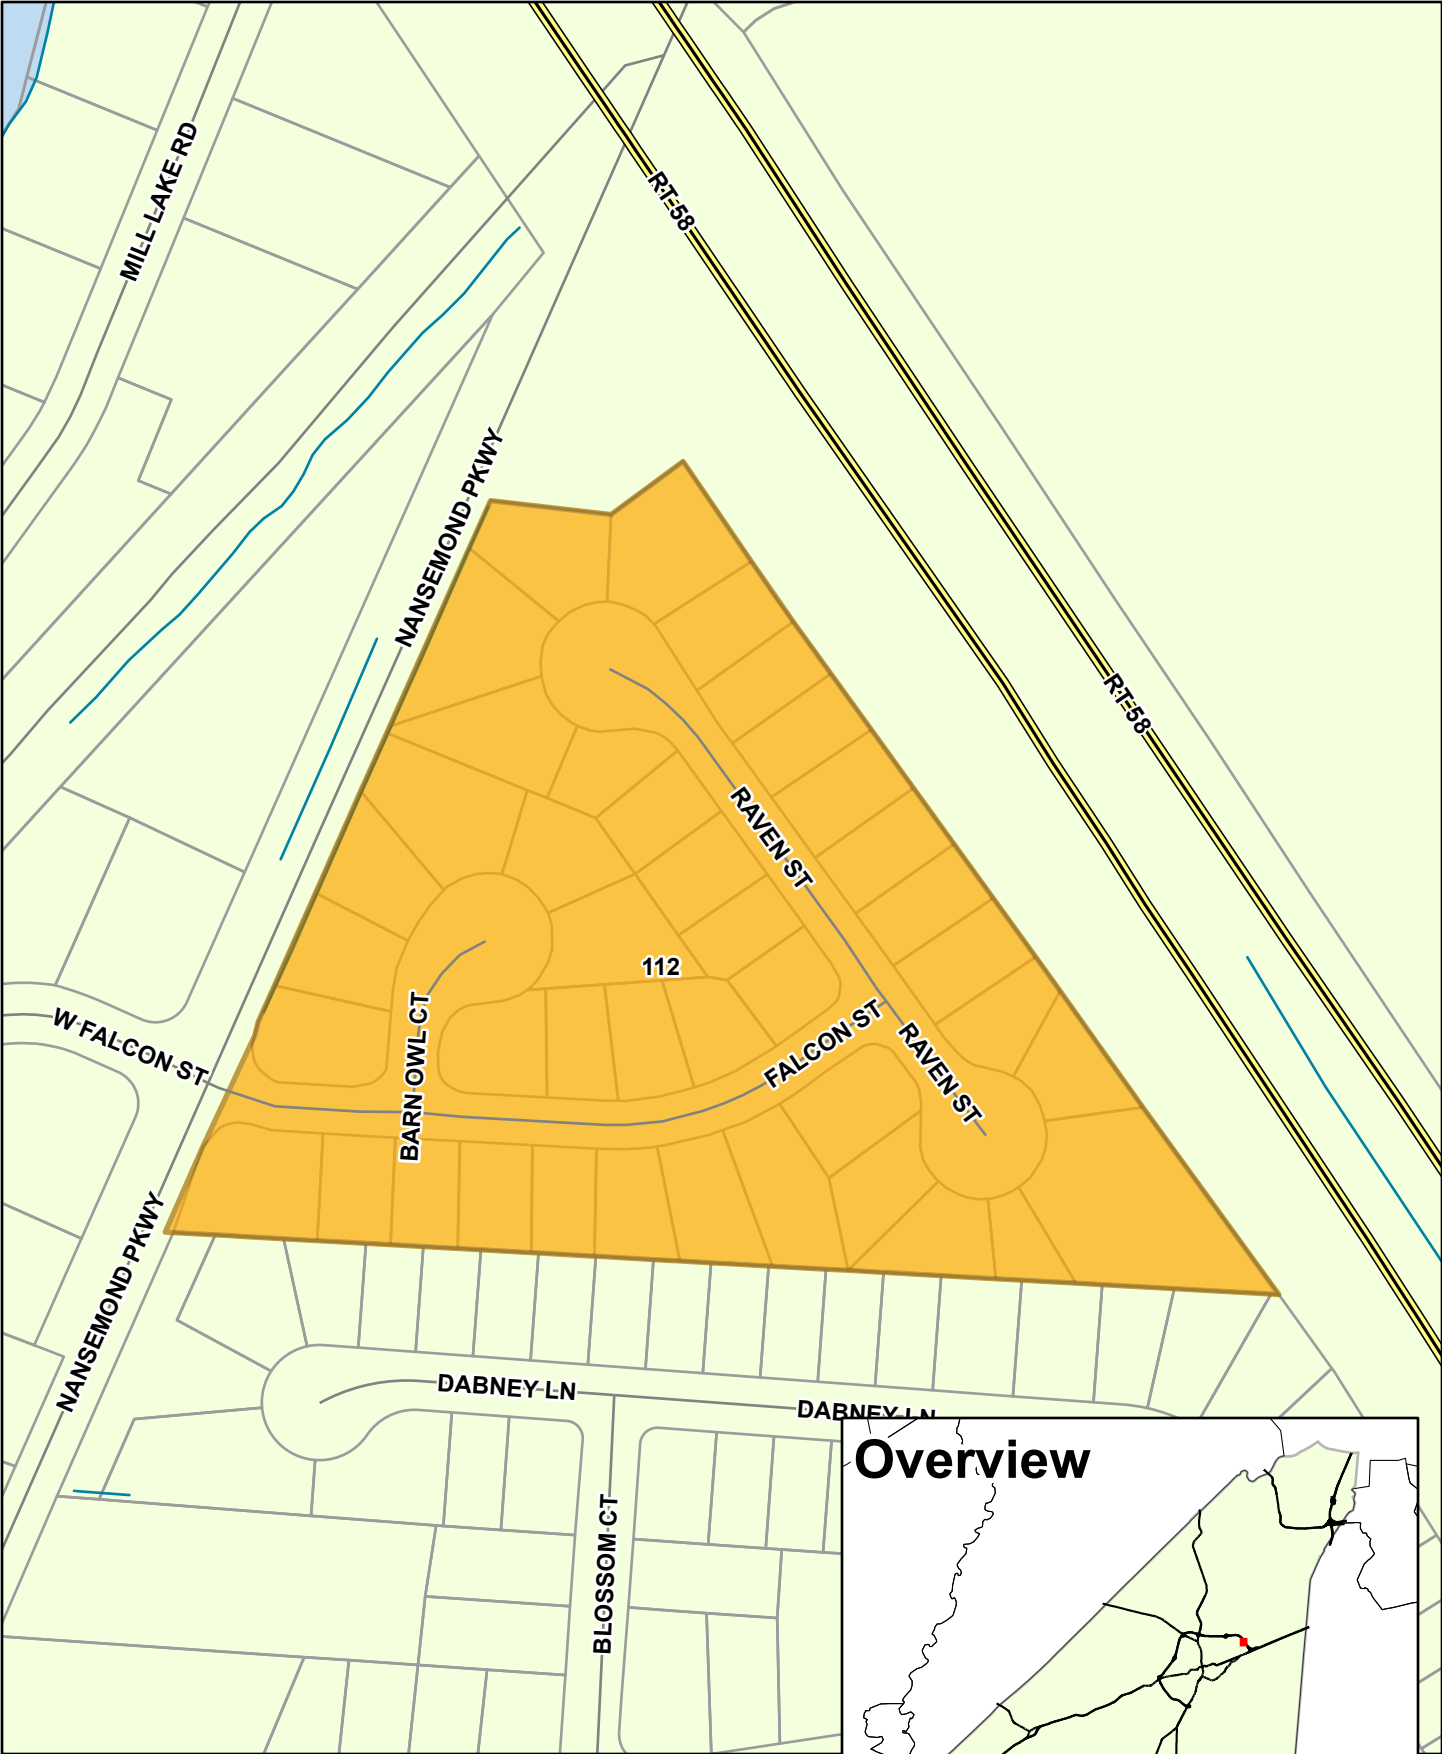 MILL LAKE RD
RT-58
NANSEMOND PKWY
RT-58
RAVEN ST
112
W FALCON ST
BARN OWL CT
FALCON ST
RAVEN ST
NANSEMOND PKWY
DABNEY LN
DABNEY LN
Overview
BLOSSOM CT